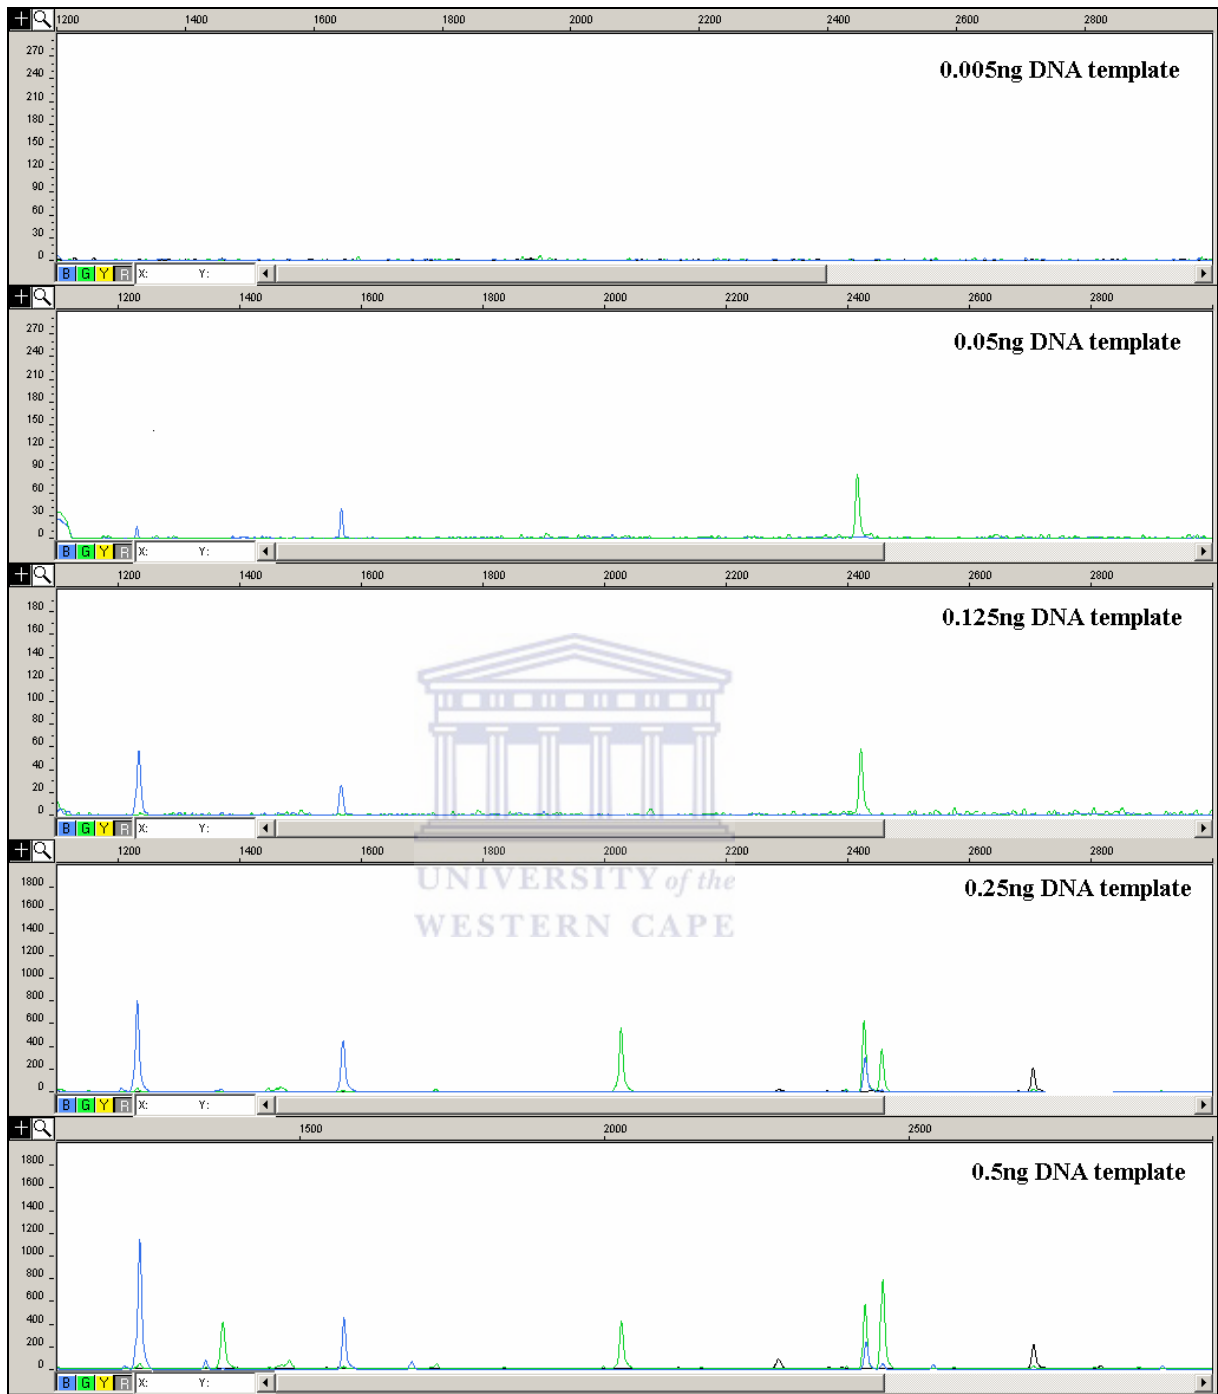 1200 1400 1600 1800 2000 2200 2400 2600 2800
0.005ng DNA template
270
240
210
180
150
120
90
60
30
0
B G Y R X: Y:
1200 1400 1600 1800 2000 2200 2400 2600 2800
0.05ng DNA template
270
240
210
180
150
120
90
60
30
0
B G Y R X: Y:
1200 1400 1600 1800 2000 2200 2400 2600 2800
0.125ng DNA template
180
160
140
120
100
80
60
40
20
0
B G Y R X: Y:
1200 1400 1600 1800 2000 2200 2400 2600 2800
0.25ng DNA template
1800
1600
1400
1200
1000
800
600
400
200
0
UNIVERSITY of the
WESTERN CAPE
B G Y R X: Y:
1500 2000 2500
0.5ng DNA template
1800
1600
1400
1200
1000
800
600
400
200
0
B G Y R X: Y: